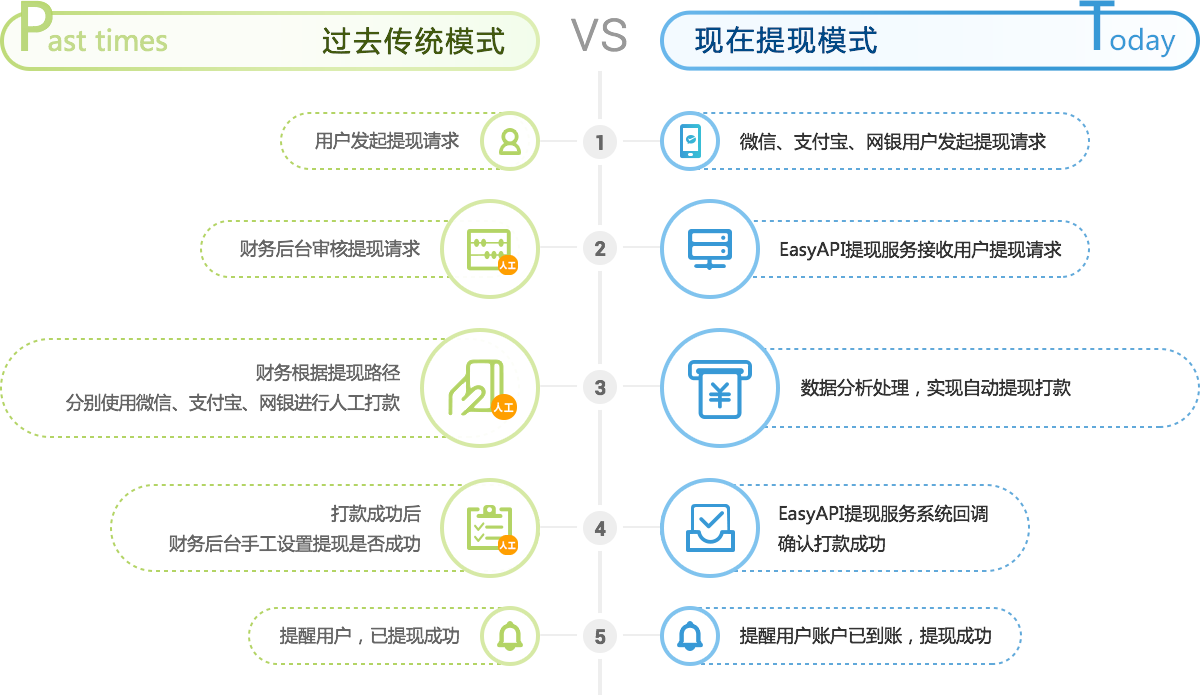 Past times
过去传统模式
VS
现在提现模式
Today
用户发起提现请求
1
微信、支付宝、网银用户发起提现请求
财务后台审核提现请求
人工
2
EasyAPI提现服务接收用户提现请求
财务根据提现路径
分别使用微信、支付宝、网银进行人工打款
人工
3
¥
数据分析处理，实现自动提现打款
打款成功后
财务后台手工设置提现是否成功
人工
4
EasyAPI提现服务系统回调
确认打款成功
提醒用户，已提现成功
5
提醒用户账户已到账，提现成功